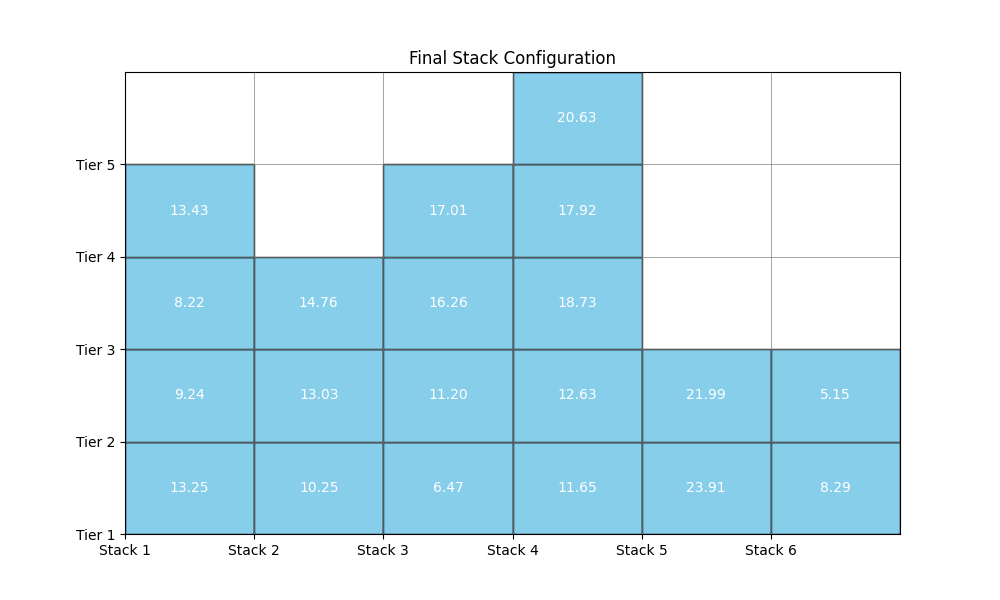 Final Stack Configuration
20.63
Tier 5
13.43 17.01 17.92
Tier 4
8.22 14.76 16.26 18.73
Tier 3
9.24 13.03 11.20 12.63 21.99 5.15
Tier 2
13.25 10.25 6.47 11.65 23.91 8.29
Tier 1
Stack 1 Stack 2 Stack 3 Stack 4 Stack 5 Stack 6